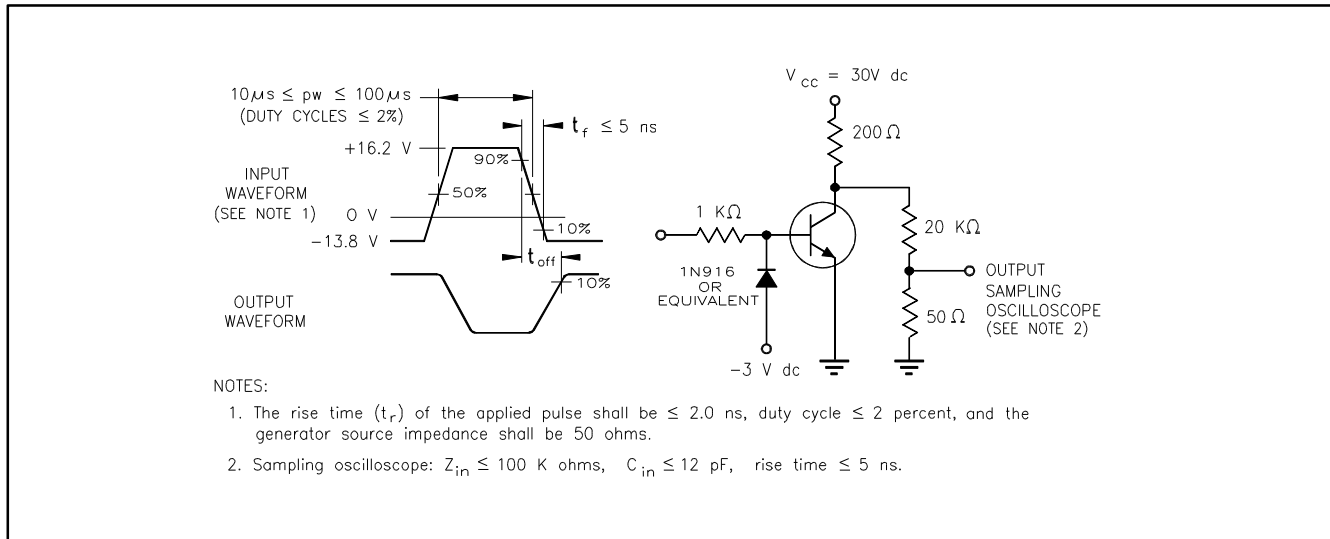 10μs ≤ pw ≤ 100μs
(DUTY CYCLES ≤ 2%)
t_f ≤ 5 ns
+16.2 V
90%
INPUT
WAVEFORM
(SEE NOTE 1)
50%
0 V
10%
-13.8 V
t_off
10%
OUTPUT
WAVEFORM
V_CC = 30V dc
200Ω
1 KΩ
20 KΩ
1N916
OR
EQUIVALENT
OUTPUT
SAMPLING
OSCILLOSCOPE
(SEE NOTE 2)
50Ω
-3 V dc
NOTES:
1. The rise time (t_r) of the applied pulse shall be ≤ 2.0 ns, duty cycle ≤ 2 percent, and the
generator source impedance shall be 50 ohms.
2. Sampling oscilloscope: Z_in ≤ 100 K ohms, C_in ≤ 12 pF, rise time ≤ 5 ns.